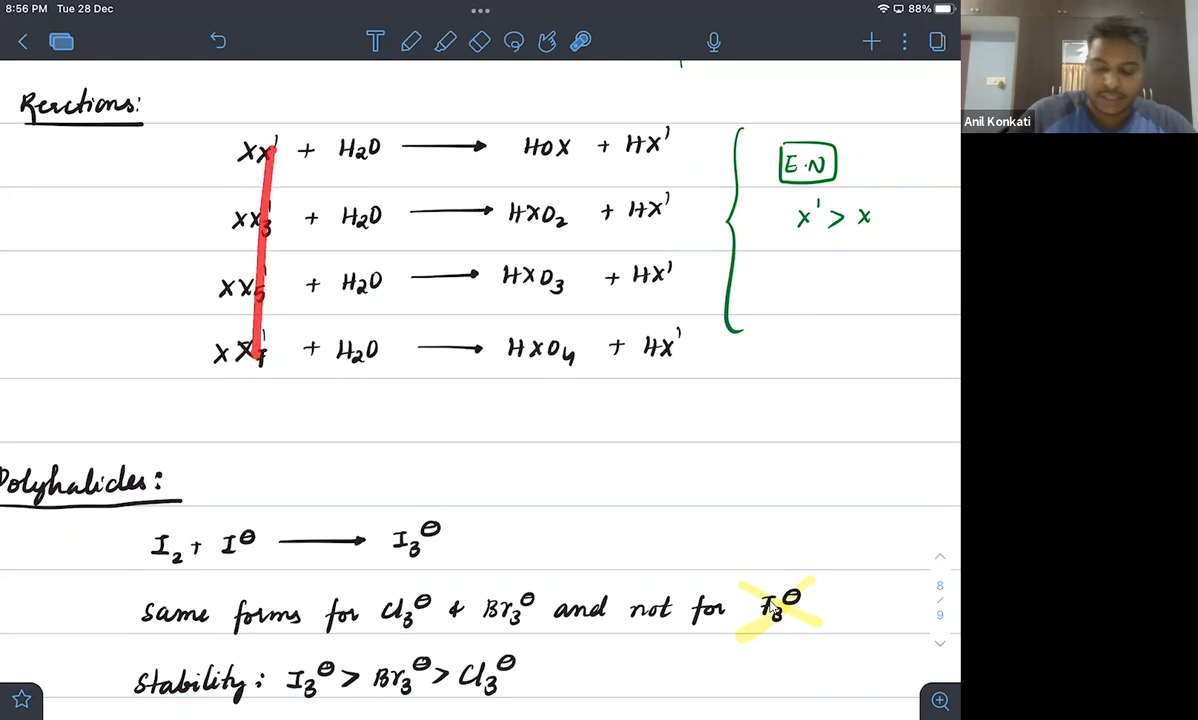 8:56 PM Tue 28 Dec
88%
Anil Konkati
Reactions:
XX' + H₂O ⟶ HOX + HX'
XX₃' + H₂O ⟶ HXO₂ + HX'
XX₅' + H₂O ⟶ HXO₃ + HX'
XX₇' + H₂O ⟶ HXO₄ + HX'
E.N
X' > X
Polyhalides:
I₂ + I⊖ ⟶ I₃⊖
same forms for Cl₃⊖ & Br₃⊖ and not for
stability: I₃⊖ > Br₃⊖ > Cl₃⊖
8
/
9